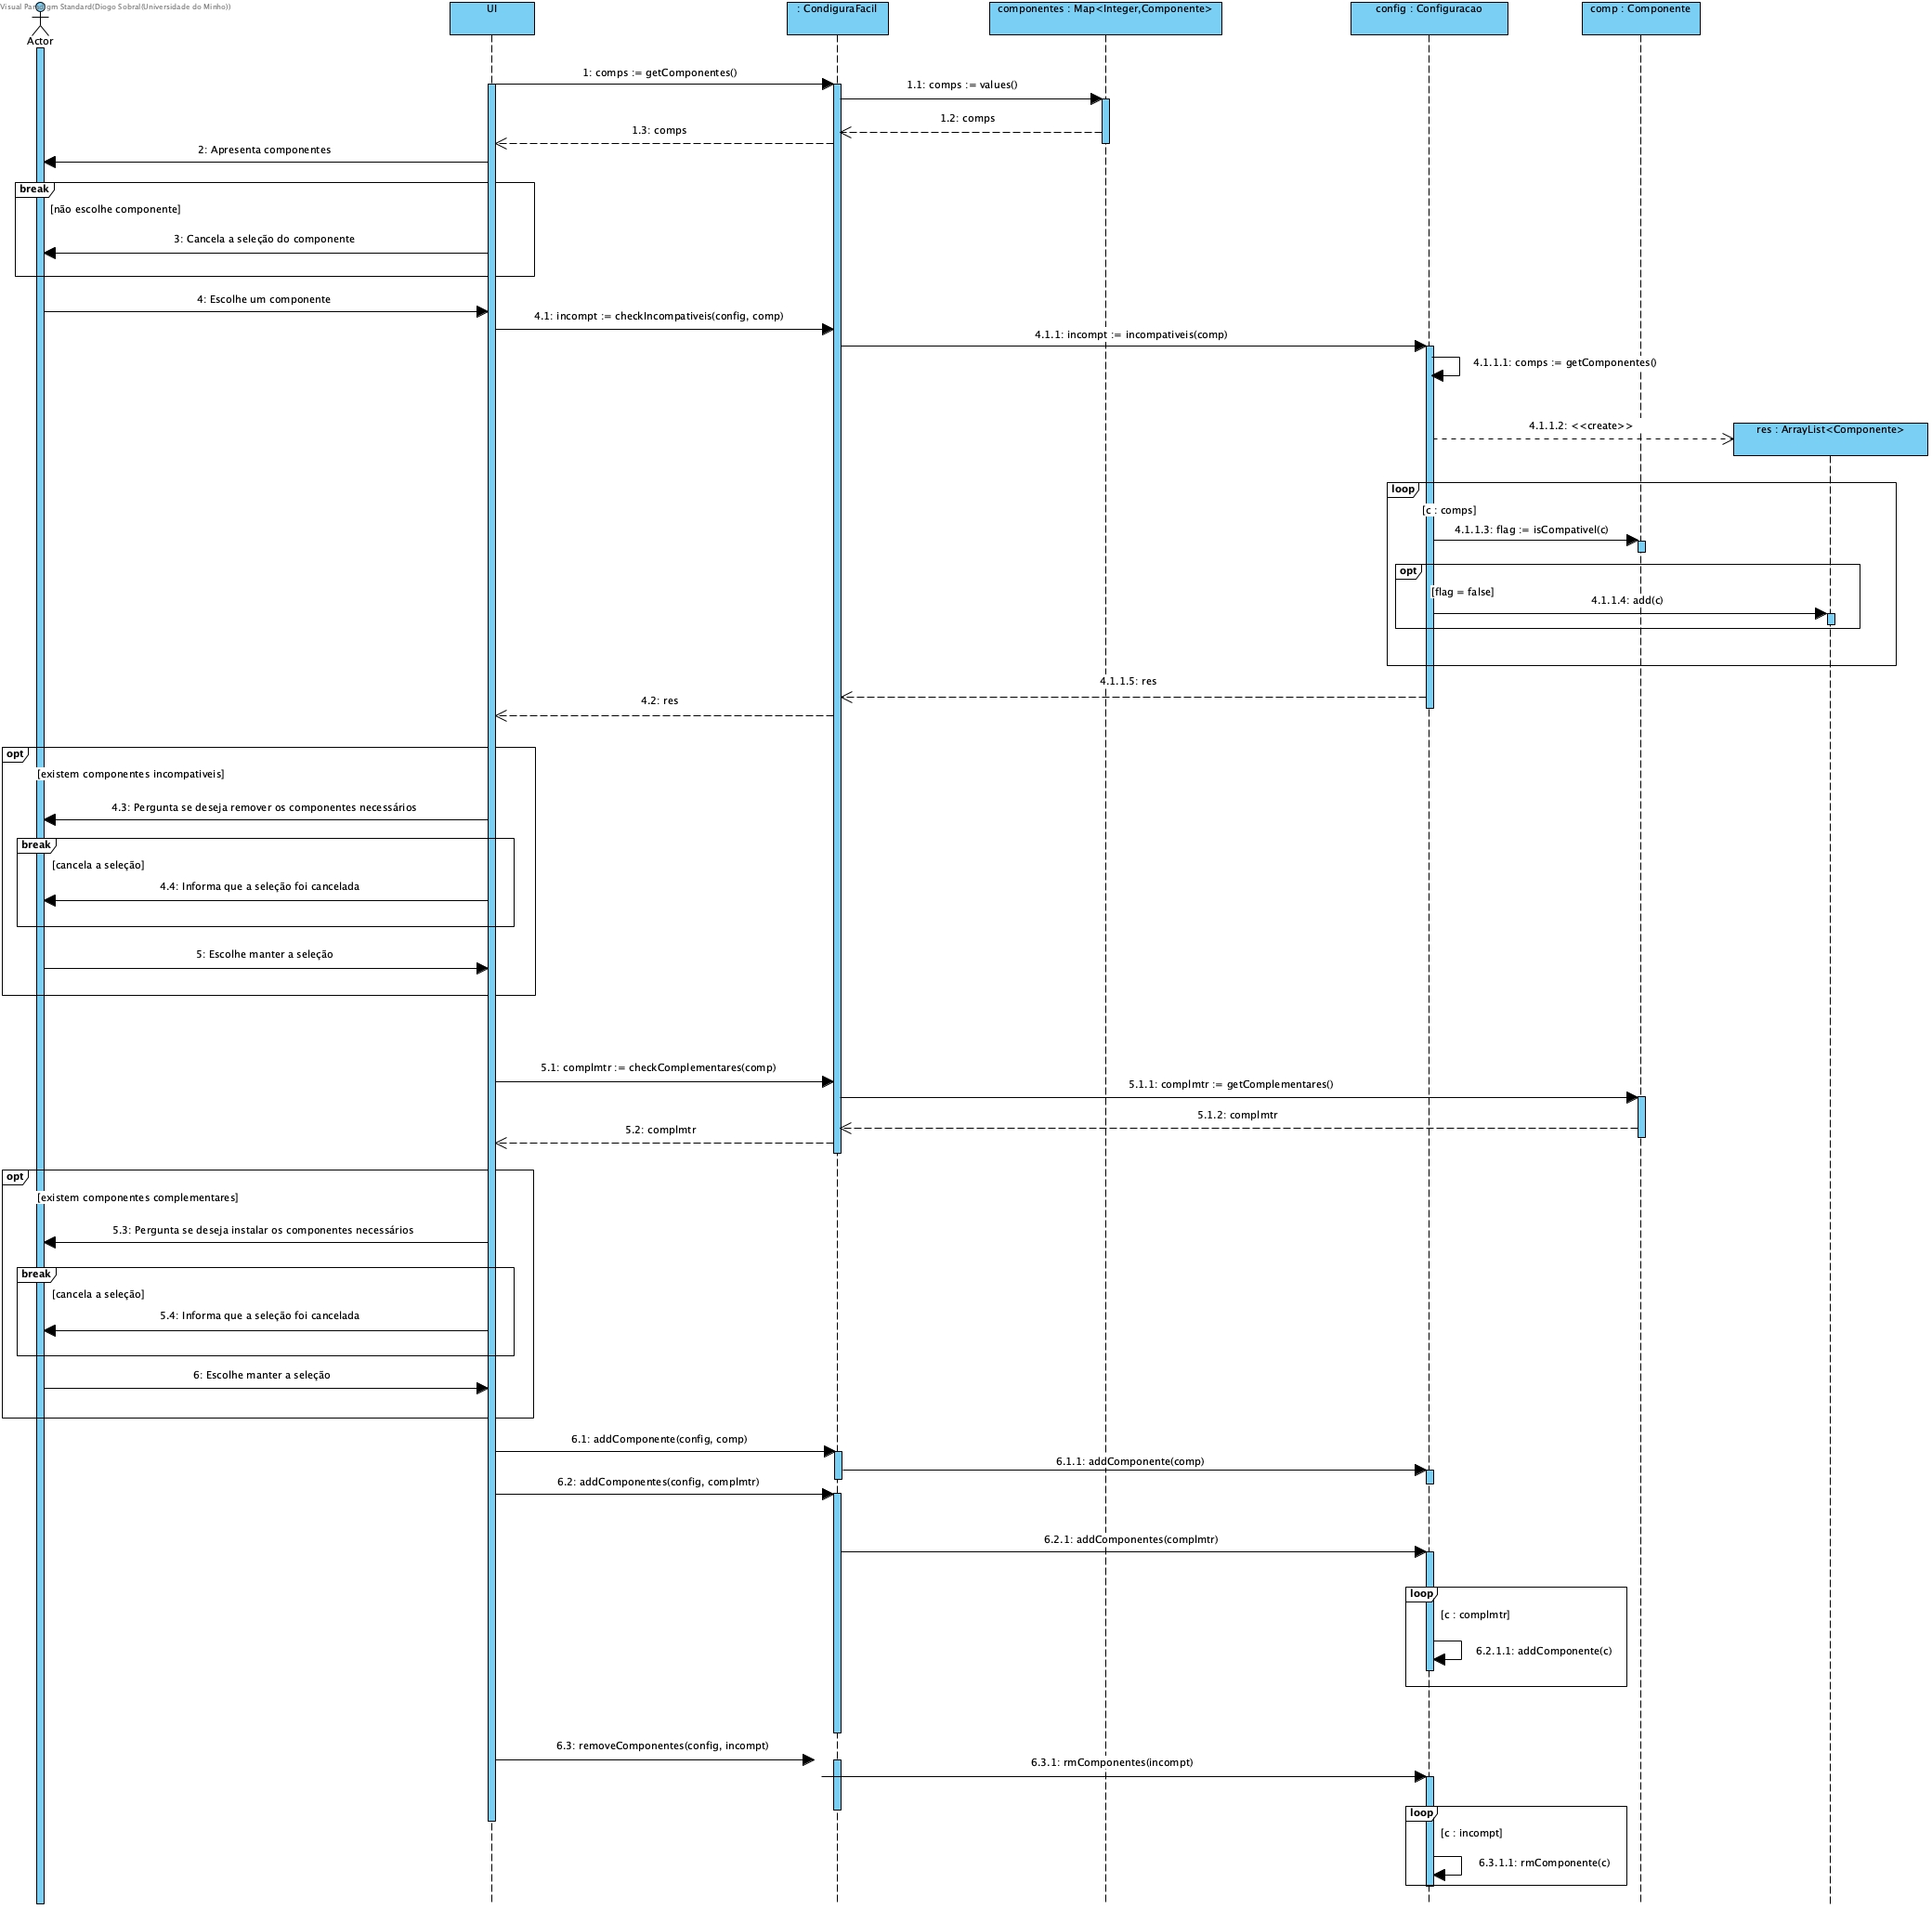 Visual Paradigm Standard(Diogo Sobral(Universidade do Minho))
Actor
UI
: CondiguraFacil
componentes : Map<Integer,Componente>
config : Configuracao
comp : Componente
1: comps := getComponentes()
1.1: comps := values()
1.2: comps
1.3: comps
2: Apresenta componentes
break
[não escolhe componente]
3: Cancela a seleção do componente
4: Escolhe um componente
4.1: incompt := checkIncompativeis(config, comp)
4.1.1: incompt := incompativeis(comp)
4.1.1.1: comps := getComponentes()
4.1.1.2: <<create>>
res : ArrayList<Componente>
loop
[c : comps]
4.1.1.3: flag := isCompativel(c)
opt
[flag = false]
4.1.1.4: add(c)
4.1.1.5: res
4.2: res
opt
[existem componentes incompativeis]
4.3: Pergunta se deseja remover os componentes necessários
break
[cancela a seleção]
4.4: Informa que a seleção foi cancelada
5: Escolhe manter a seleção
5.1: complmtr := checkComplementares(comp)
5.1.1: complmtr := getComplementares()
5.1.2: complmtr
5.2: complmtr
opt
[existem componentes complementares]
5.3: Pergunta se deseja instalar os componentes necessários
break
[cancela a seleção]
5.4: Informa que a seleção foi cancelada
6: Escolhe manter a seleção
6.1: addComponente(config, comp)
6.1.1: addComponente(comp)
6.2: addComponentes(config, complmtr)
6.2.1: addComponentes(complmtr)
loop
[c : complmtr]
6.2.1.1: addComponente(c)
6.3: removeComponentes(config, incompt)
6.3.1: rmComponentes(incompt)
loop
[c : incompt]
6.3.1.1: rmComponente(c)